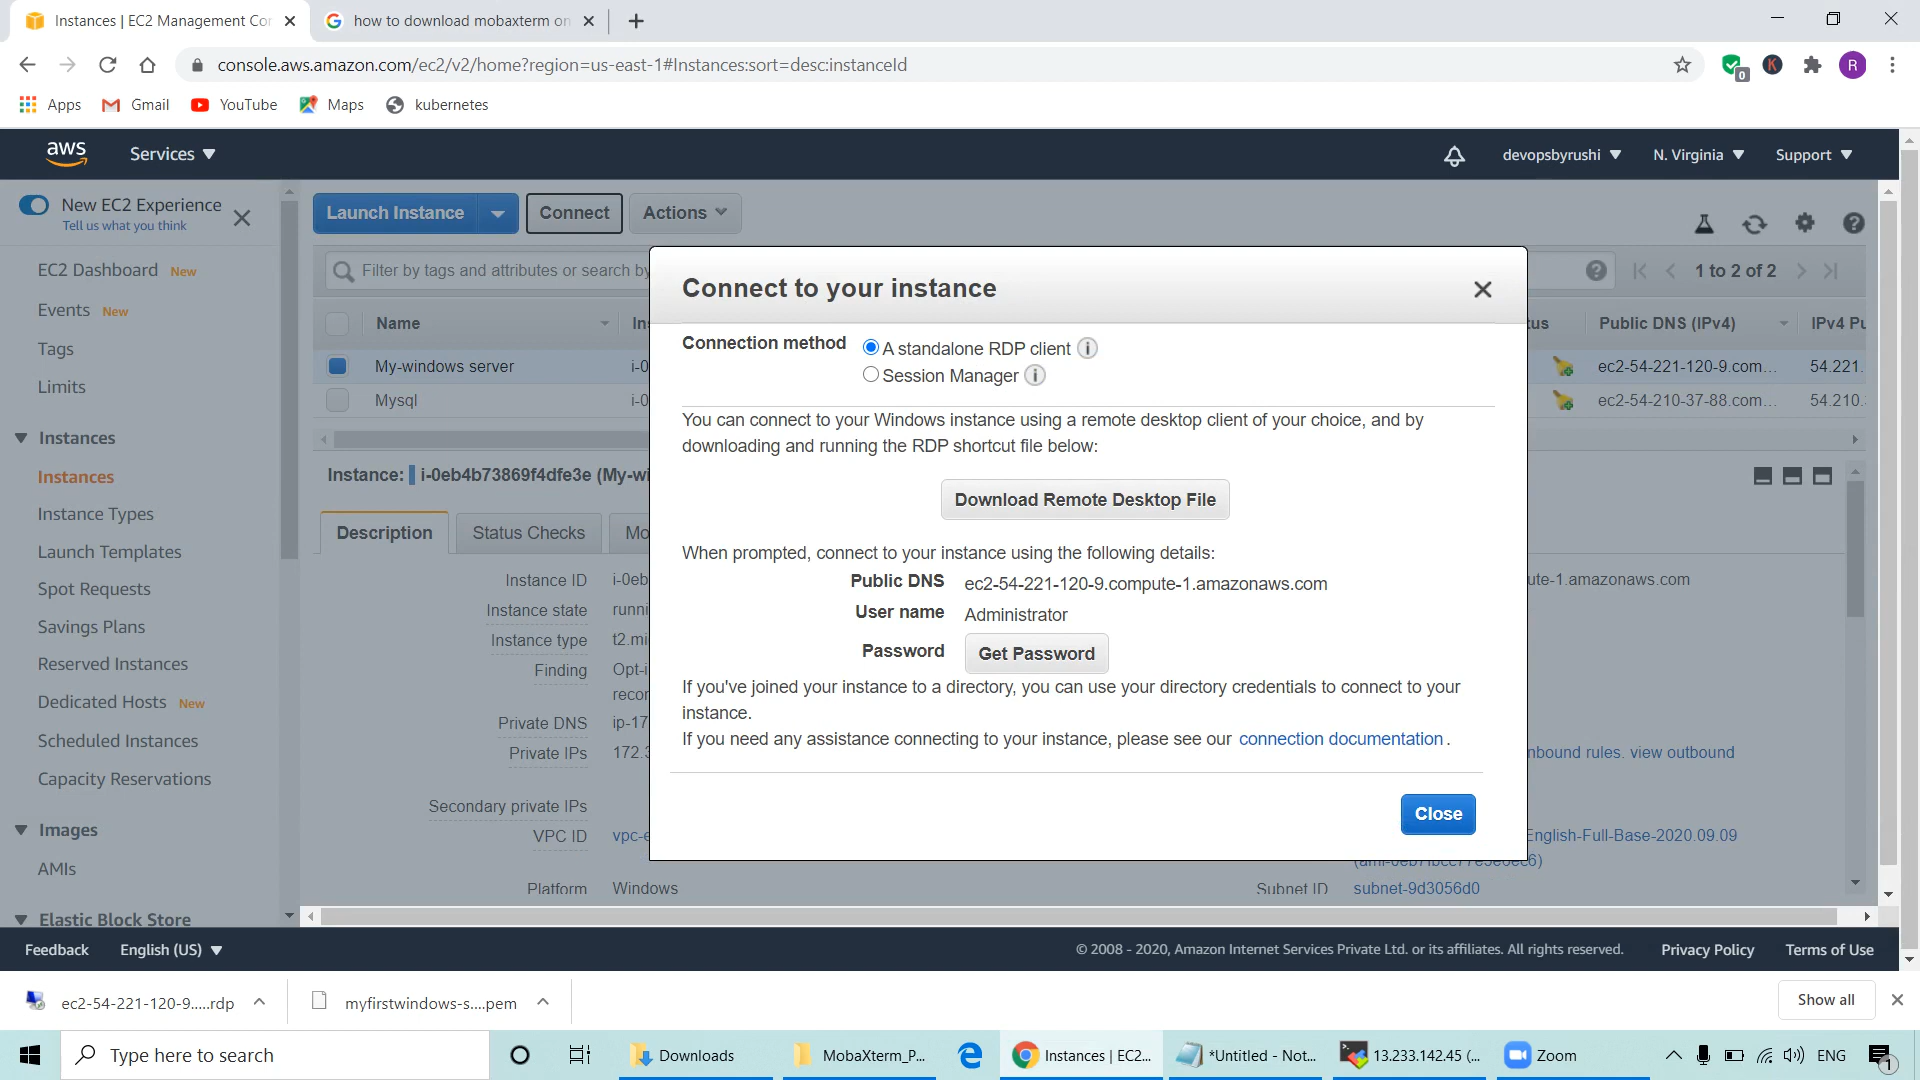 Instances | EC2 Management Con
how to download mobaxterm on
console.aws.amazon.com/ec2/v2/home?region=us-east-1#Instances:sort=desc:instanceId
0
K
R
Apps
Gmail
YouTube
Maps
kubernetes
aws
Services
devopsbyrushi
N. Virginia
Support
New EC2 Experience
Tell us what you think
Launch Instance
Connect
Actions
EC2 Dashboard New
Events New
Tags
Limits
Instances
Instances
Instance Types
Launch Templates
Spot Requests
Savings Plans
Reserved Instances
Dedicated Hosts New
Scheduled Instances
Capacity Reservations
Images
AMIs
Elastic Block Store
Filter by tags and attributes or search by
1 to 2 of 2
Name
Ins
tus
Public DNS (IPv4)
IPv4 Pu
My-windows server
i-0
ec2-54-221-120-9.com...
54.221.
Mysql
i-0
ec2-54-210-37-88.com...
54.210.
Instance: i-0eb4b73869f4dfe3e (My-wi
Description
Status Checks
Mo
Instance ID
i-0eb
Instance state
runni
Instance type
t2.mi
Finding
Opt-i
recor
Private DNS
ip-17
Private IPs
172.3
Secondary private IPs
VPC ID
vpc-e
Platform
Windows
ute-1.amazonaws.com
nbound rules. view outbound
English-Full-Base-2020.09.09
Subnet ID
subnet-9d3056d0
Connect to your instance
Connection method
A standalone RDP client
Session Manager
You can connect to your Windows instance using a remote desktop client of your choice, and by
downloading and running the RDP shortcut file below:
Download Remote Desktop File
When prompted, connect to your instance using the following details:
Public DNS ec2-54-221-120-9.compute-1.amazonaws.com
User name Administrator
Password Get Password
If you've joined your instance to a directory, you can use your directory credentials to connect to your
instance.
If you need any assistance connecting to your instance, please see our connection documentation.
Close
Feedback
English (US)
© 2008 - 2020, Amazon Internet Services Private Ltd. or its affiliates. All rights reserved.
Privacy Policy
Terms of Use
ec2-54-221-120-9.....rdp
myfirstwindows-s....pem
Show all
Type here to search
Downloads
MobaXterm_P...
Instances | EC2...
*Untitled - Not...
13.233.142.45 (...
Zoom
ENG
1